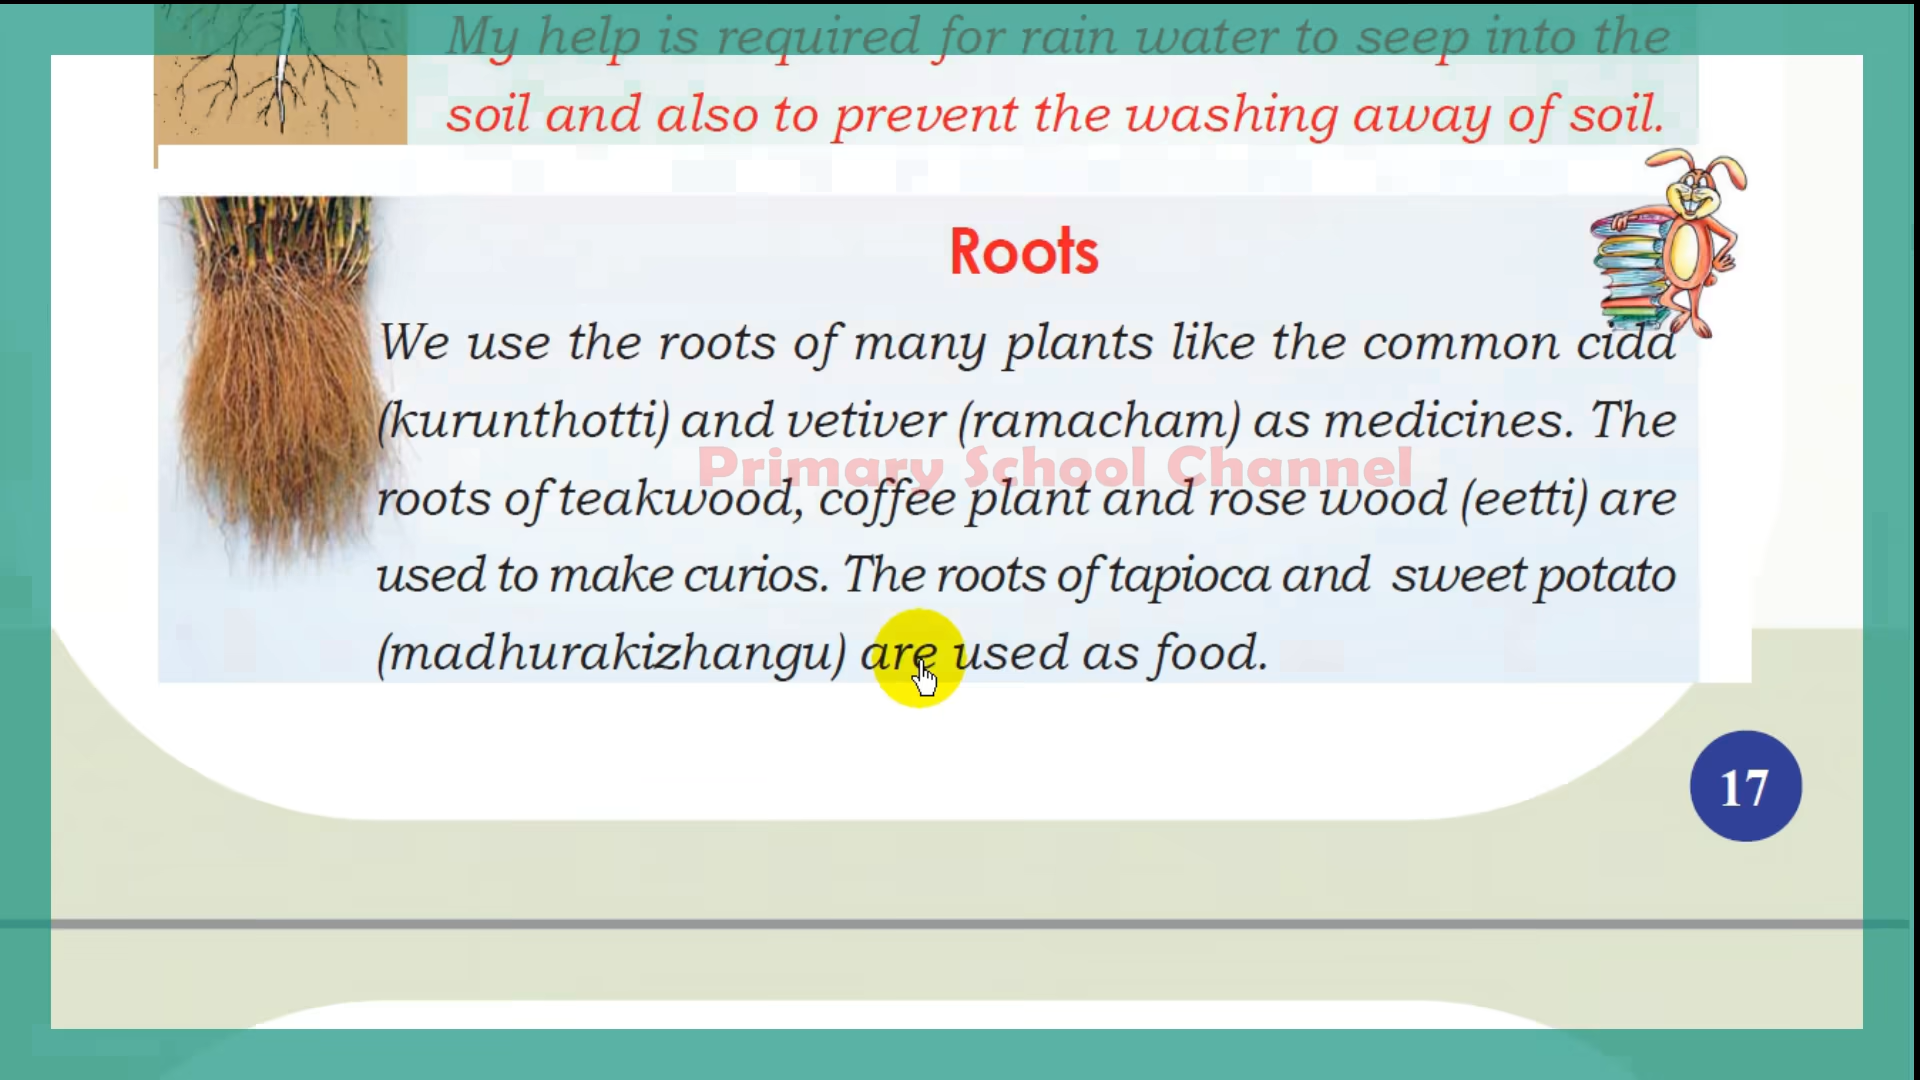 My help is required for rain water to seep into the
soil and also to prevent the washing away of soil.
Roots
We use the roots of many plants like the common cidd
(kurunthotti) and vetiver (ramacham) as medicines. The
Primary School Channel
roots of teakwood, coffee plant and rose wood (eetti) are
used to make curios. The roots of tapioca and sweet potato
(madhurakizhangu) are used as food.
17